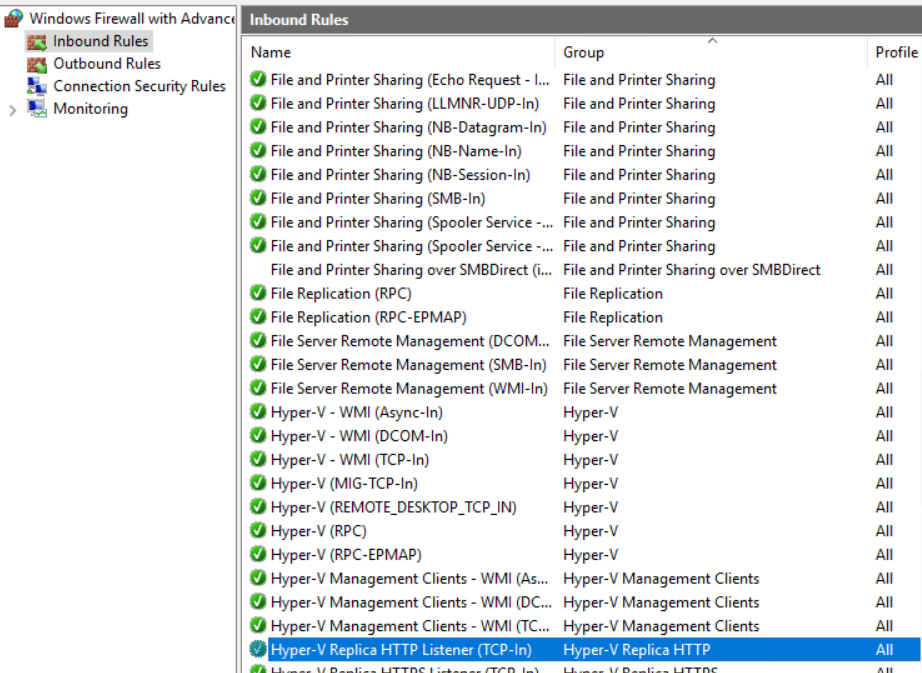 Windows Firewall with Advance
Inbound Rules
Outbound Rules
Connection Security Rules
Monitoring
Inbound Rules
Name Group Profile
File and Printer Sharing (Echo Request - I... File and Printer Sharing All
File and Printer Sharing (LLMNR-UDP-In) File and Printer Sharing All
File and Printer Sharing (NB-Datagram-In) File and Printer Sharing All
File and Printer Sharing (NB-Name-In) File and Printer Sharing All
File and Printer Sharing (NB-Session-In) File and Printer Sharing All
File and Printer Sharing (SMB-In) File and Printer Sharing All
File and Printer Sharing (Spooler Service -... File and Printer Sharing All
File and Printer Sharing (Spooler Service -... File and Printer Sharing All
File and Printer Sharing over SMBDirect (i... File and Printer Sharing over SMBDirect All
File Replication (RPC) File Replication All
File Replication (RPC-EPMAP) File Replication All
File Server Remote Management (DCOM... File Server Remote Management All
File Server Remote Management (SMB-In) File Server Remote Management All
File Server Remote Management (WMI-In) File Server Remote Management All
Hyper-V - WMI (Async-In) Hyper-V All
Hyper-V - WMI (DCOM-In) Hyper-V All
Hyper-V - WMI (TCP-In) Hyper-V All
Hyper-V (MIG-TCP-In) Hyper-V All
Hyper-V (REMOTE_DESKTOP_TCP_IN) Hyper-V All
Hyper-V (RPC) Hyper-V All
Hyper-V (RPC-EPMAP) Hyper-V All
Hyper-V Management Clients - WMI (As... Hyper-V Management Clients All
Hyper-V Management Clients - WMI (DC... Hyper-V Management Clients All
Hyper-V Management Clients - WMI (TC... Hyper-V Management Clients All
Hyper-V Replica HTTP Listener (TCP-In) Hyper-V Replica HTTP All
Hyper-V Replica HTTPS Listener (TCP-In) Hyper-V Replica HTTPS All